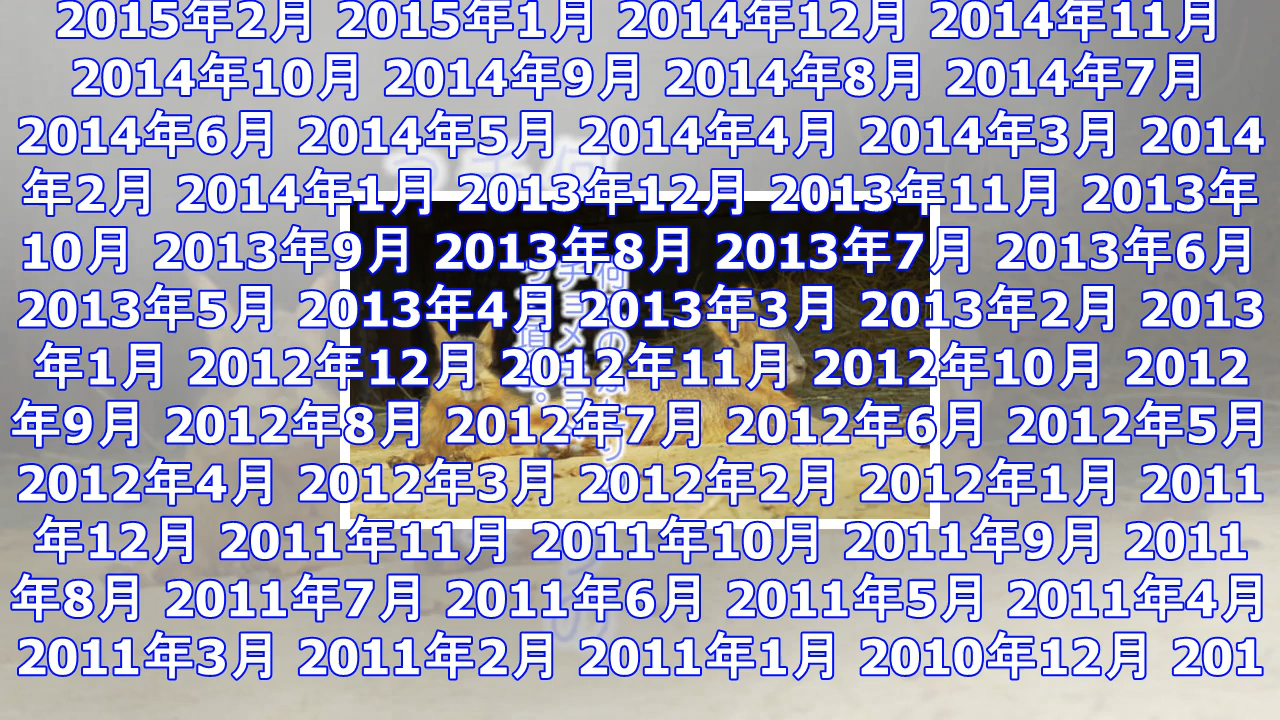 2015年2月 2015年1月 2014年12月 2014年11月
2014年10月 2014年9月 2014年8月 2014年7月
2014年6月 2014年5月 2014年4月 2014年3月 2014
年2月 2014年1月 2013年12月 2013年11月 2013年
10月 2013年9月 2013年8月 2013年7月 2013年6月
2013年5月 2013年4月 2013年3月 2013年2月 2013
年1月 2012年12月 2012年11月 2012年10月 2012
年9月 2012年8月 2012年7月 2012年6月 2012年5月
2012年4月 2012年3月 2012年2月 2012年1月 2011
年12月 2011年11月 2011年10月 2011年9月 2011
年8月 2011年7月 2011年6月 2011年5月 2011年4月
2011年3月 2011年2月 2011年1月 2010年12月 201